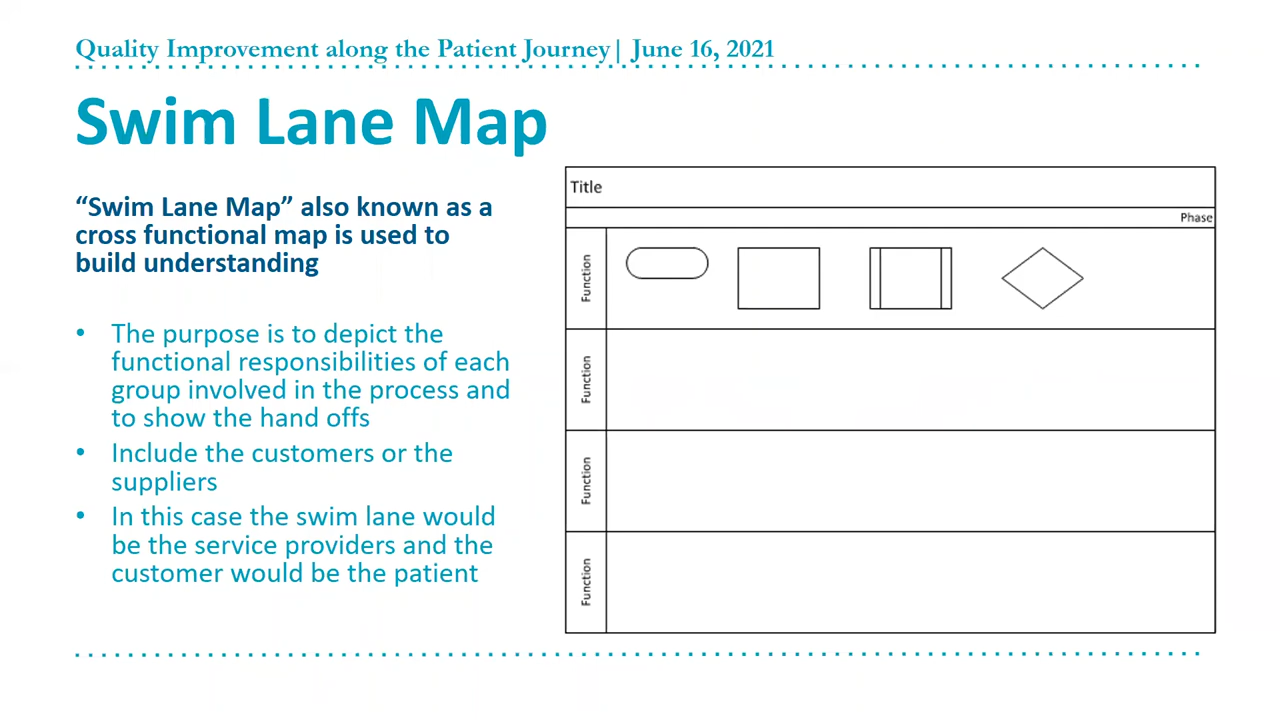 Quality Improvement along the Patient Journey| June 16, 2021
Swim Lane Map
“Swim Lane Map” also known as a
cross functional map is used to
build understanding
• The purpose is to depict the
functional responsibilities of each
group involved in the process and
to show the hand offs
• Include the customers or the
suppliers
• In this case the swim lane would
be the service providers and the
customer would be the patient
Title
Phase
Function
Function
Function
Function